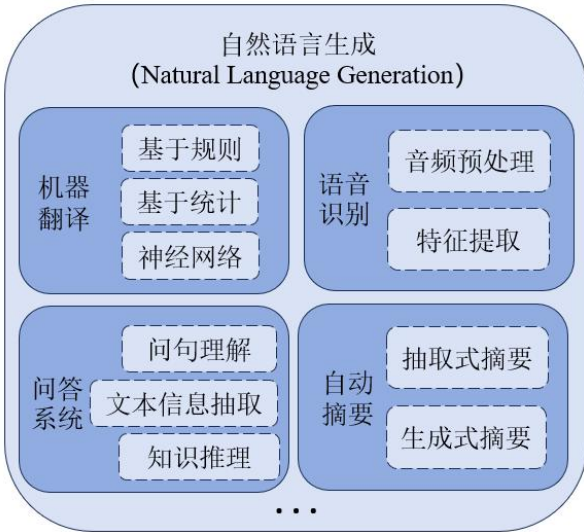 自然语言生成
（Natural Language Generation）
机器
翻译
基于规则
基于统计
神经网络
语音
识别
音频预处理
特征提取
问答
系统
问句理解
文本信息抽取
知识推理
自动
摘要
抽取式摘要
生成式摘要
...